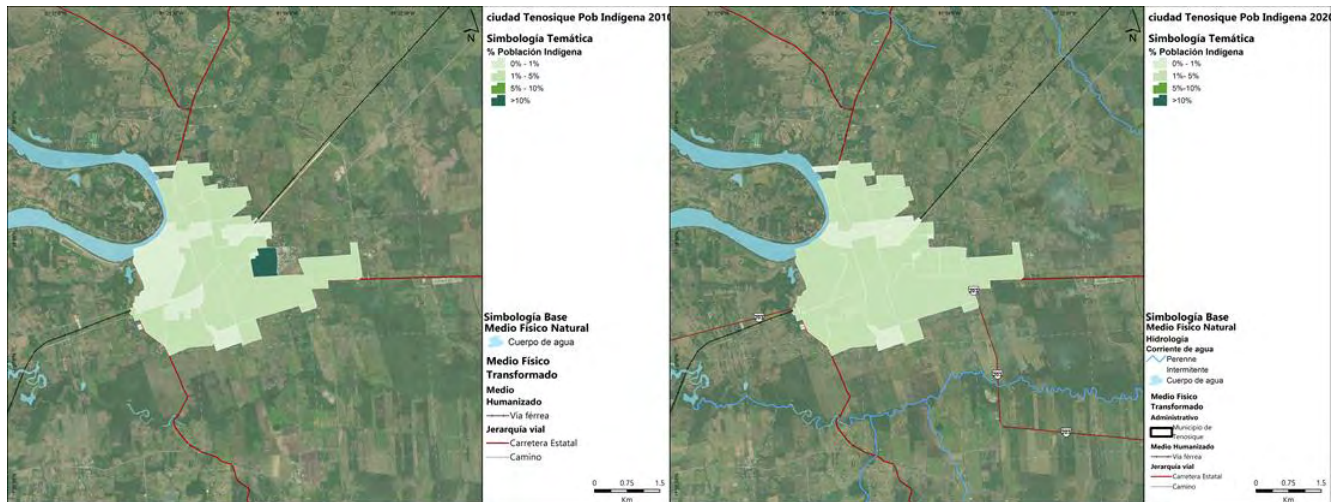 ciudad Tenosique Pob Indígena 2010
Simbología Temática
% Población Indígena
0% - 1%
1% - 5%
5% - 10%
>10%
N
Simbología Base
Medio Físico Natural
Cuerpo de agua
Medio Físico
Transformado
Medio
Humanizado
Vía férrea
Jerarquía vial
Carretera Estatal
Camino
0 0.75 1.5
Km
ciudad Tenosique Pob Indígena 2020
Simbología Temática
% Población Indígena
0% - 1%
1% - 5%
5%-10%
>10%
N
Simbología Base
Medio Físico Natural
Hidrología
Corriente de agua
Perenne
Intermitente
Cuerpo de agua
Medio Físico
Transformado
Administrativo
Municipio de
Tenosique
Medio Humanizado
Vía férrea
Jerarquía vial
Carretera Estatal
Camino
0 0.75 1.5
Km